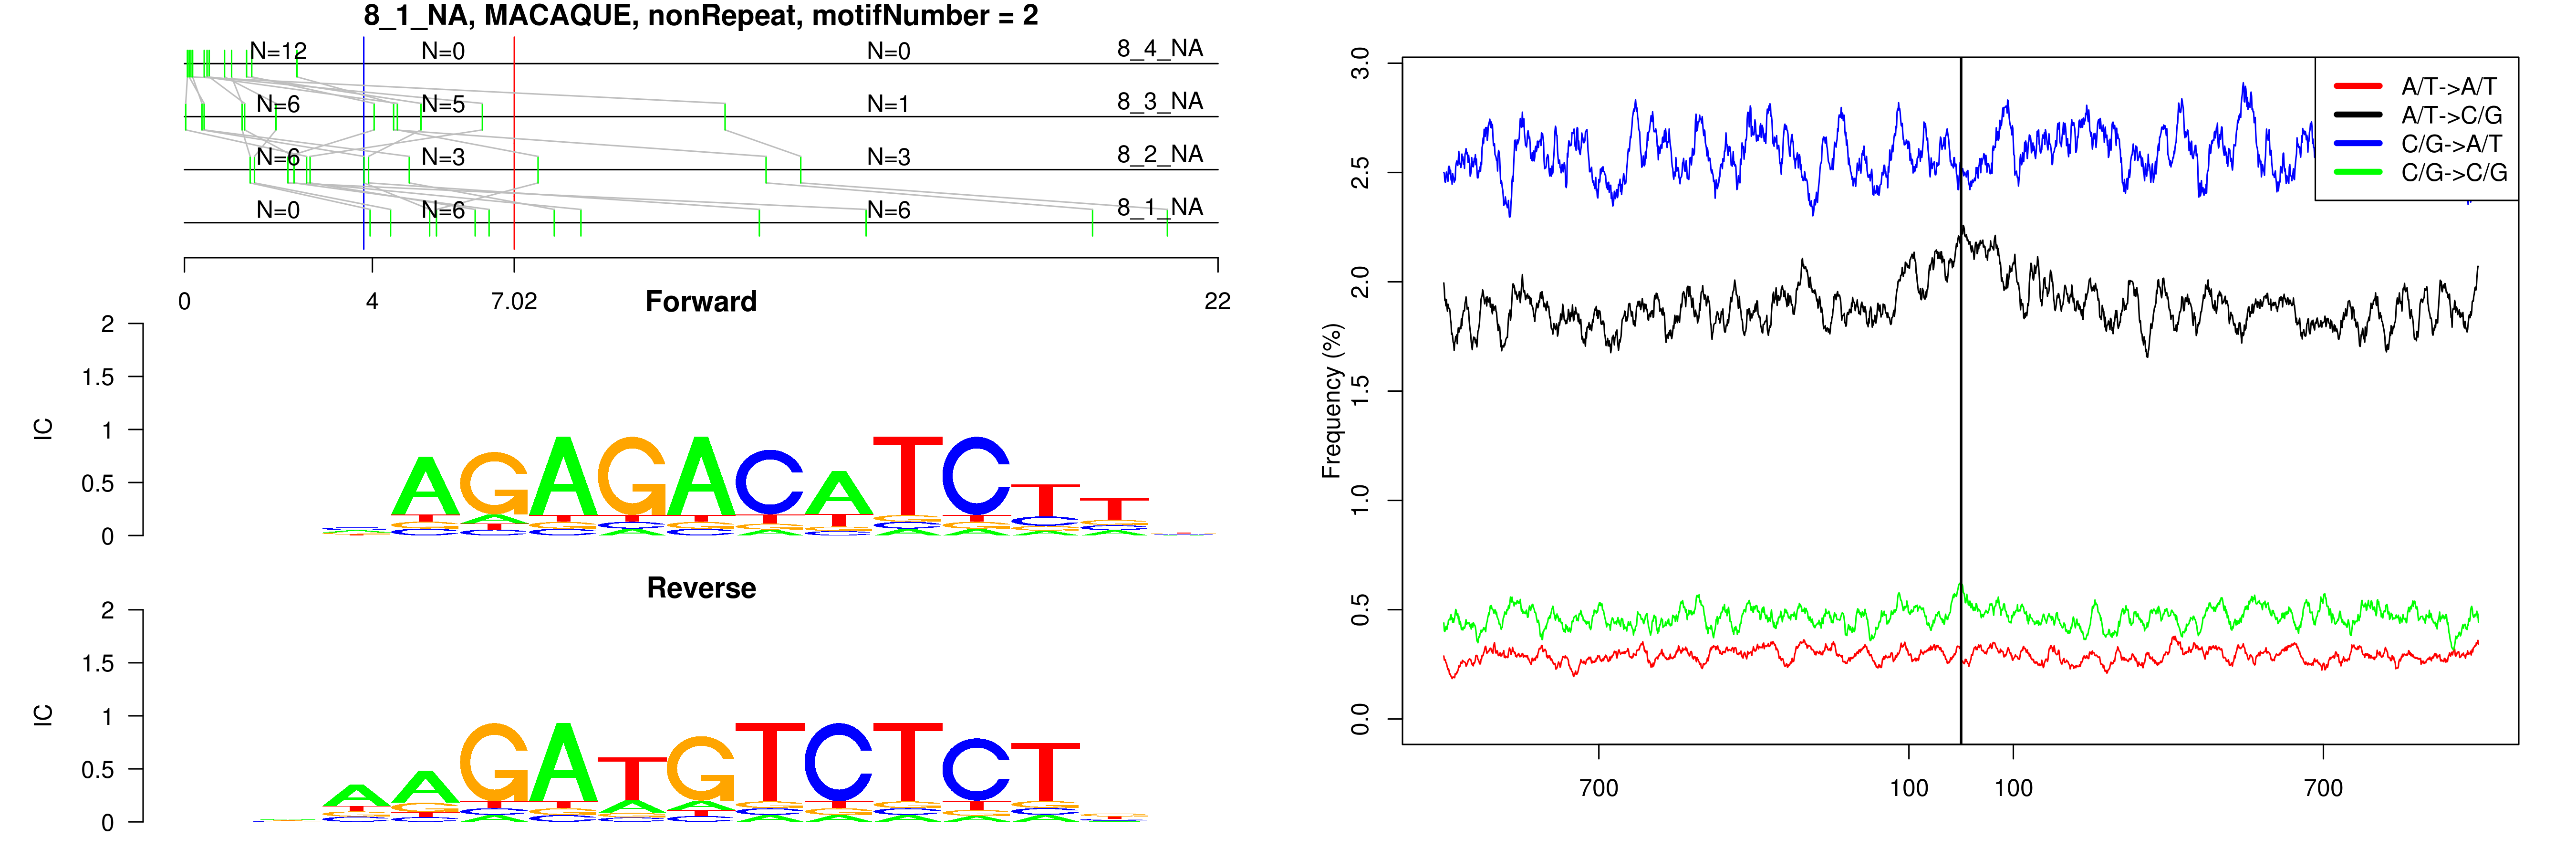 8_1_NA, MACAQUE, nonRepeat, motifNumber = 2
N=12 N=0 N=0 8_4_NA
N=6 N=5 N=1 8_3_NA
N=6 N=3 N=3 8_2_NA
N=0 N=6 N=6 8_1_NA
0 4 7.02 22
Forward
2
1.5
1
0.5
0
IC
AGAGACATCTT
Reverse
2
1.5
1
0.5
0
IC
AAGATGTCTCT
3.0
2.5
2.0
1.5
1.0
0.5
0.0
Frequency (%)
A/T->A/T
A/T->C/G
C/G->A/T
C/G->C/G
700 100 100 700